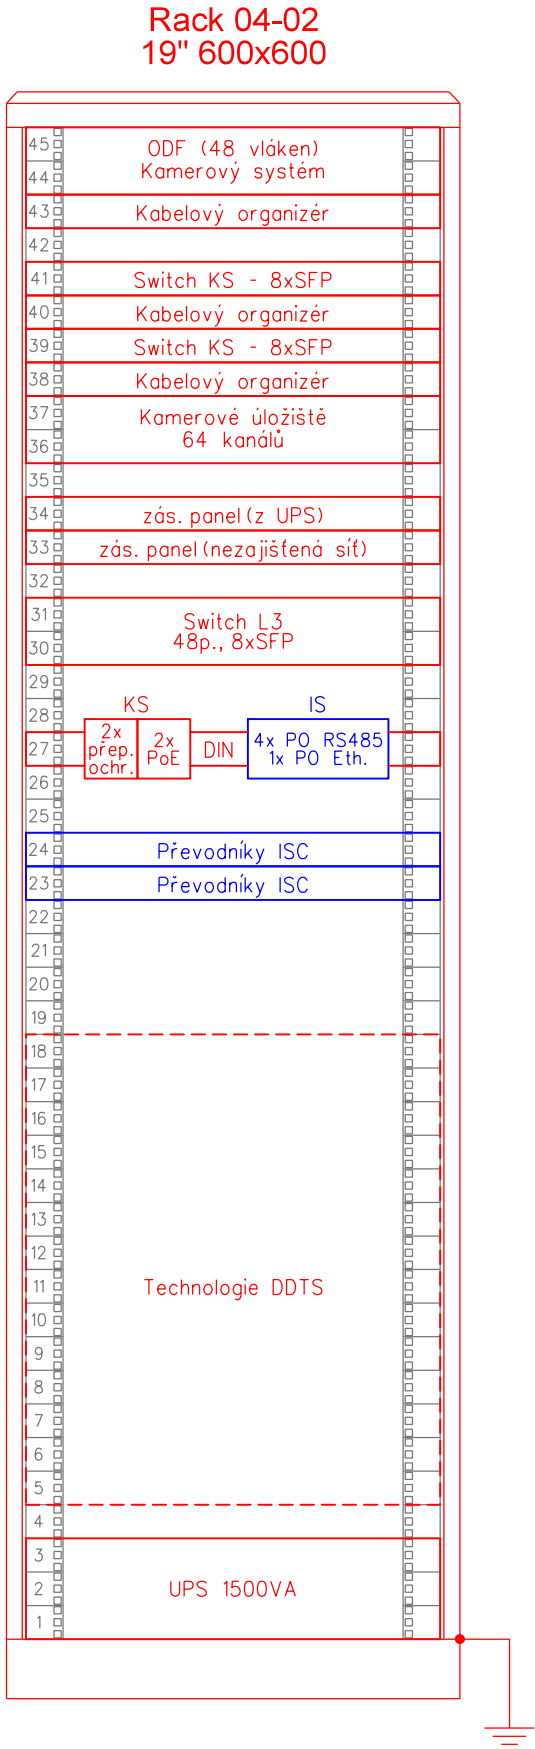 Rack 04-02
19" 600x600
45
ODF (48 vláken)
44
Kamerový systém
43
Kabelový organizér
42
41
Switch KS - 8xSFP
40
Kabelový organizér
39
Switch KS - 8xSFP
38
Kabelový organizér
37
Kamerové úložiště
36
64 kanálů
35
34
zás. panel (z UPS)
33
zás. panel (nezajišťená síť)
32
31
Switch L3
30
48p., 8xSFP
29
28
KS
IS
27
2x
přep.
ochr.
2x
PoE
DIN
4x PO RS485
1x PO Eth.
26
25
24
Převodníky ISC
23
Převodníky ISC
22
21
20
19
18
17
16
15
14
13
12
11
Technologie DDTS
10
9
8
7
6
5
4
3
2
UPS 1500VA
1